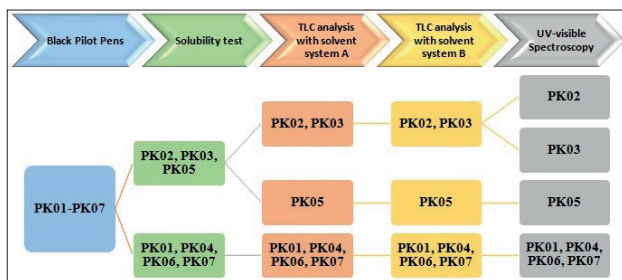 Black Pilot Pens
Solubility test
TLC analysis
with solvent
system A
TLC analysis
with solvent
system B
UV-visible
Spectroscopy
PK01-PK07
PK02, PK03,
PK05
PK01, PK04,
PK06, PK07
PK02, PK03
PK05
PK01, PK04,
PK06, PK07
PK02, PK03
PK05
PK01, PK04,
PK06, PK07
PK02
PK03
PK05
PK01, PK04,
PK06, PK07